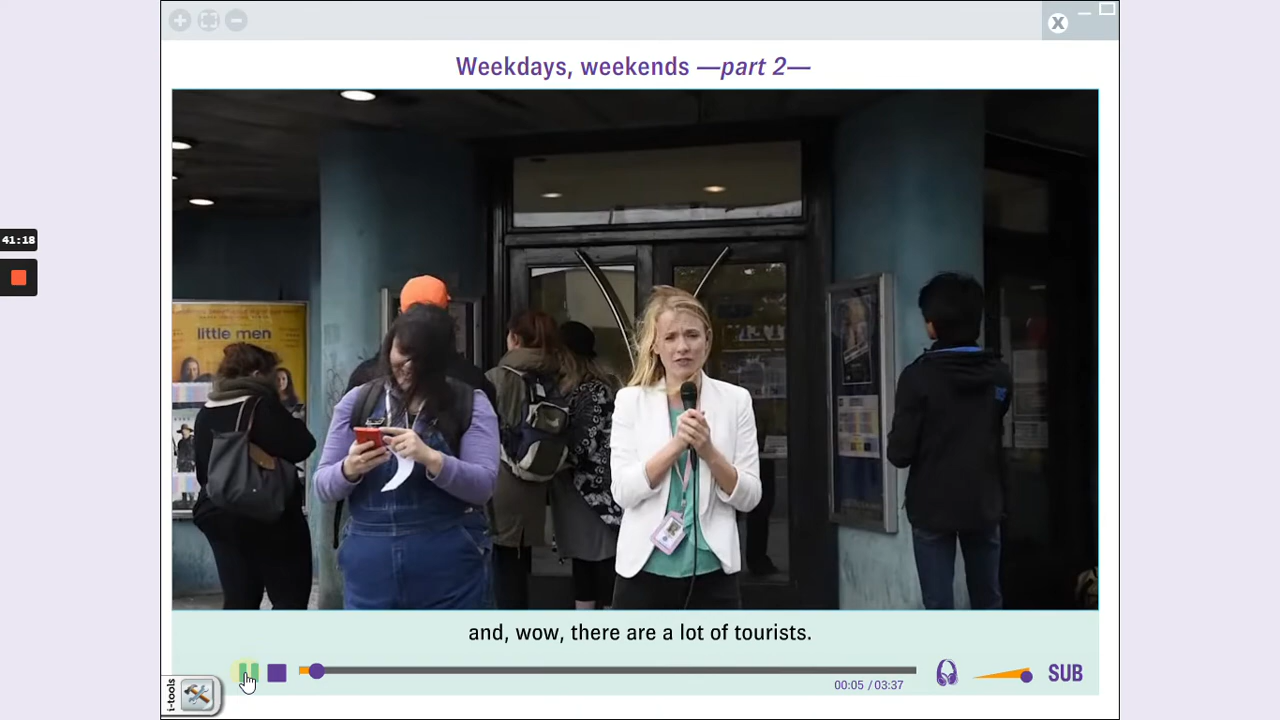 Weekdays, weekends —part 2—
41:18
little men
and, wow, there are a lot of tourists.
00:05 / 03:37
SUB
i-tools